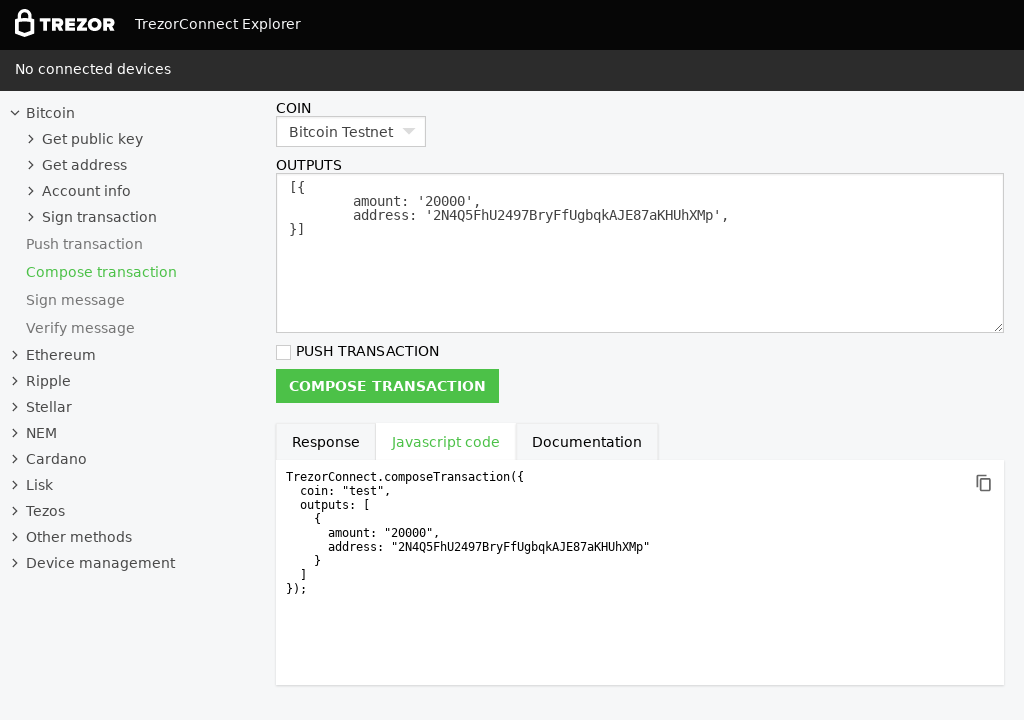 TREZOR TrezorConnect Explorer
No connected devices
Bitcoin
Get public key
Get address
Account info
Sign transaction
Push transaction
Compose transaction
Sign message
Verify message
Ethereum
Ripple
Stellar
NEM
Cardano
Lisk
Tezos
Other methods
Device management
COIN
Bitcoin Testnet
OUTPUTS
[{
        amount: '20000',
        address: '2N4Q5FhU2497BryFfUgbqkAJE87aKHUhXMp',
}]
PUSH TRANSACTION
COMPOSE TRANSACTION
Response Javascript code Documentation
TrezorConnect.composeTransaction({
  coin: "test",
  outputs: [
    {
      amount: "20000",
      address: "2N4Q5FhU2497BryFfUgbqkAJE87aKHUhXMp"
    }
  ]
});